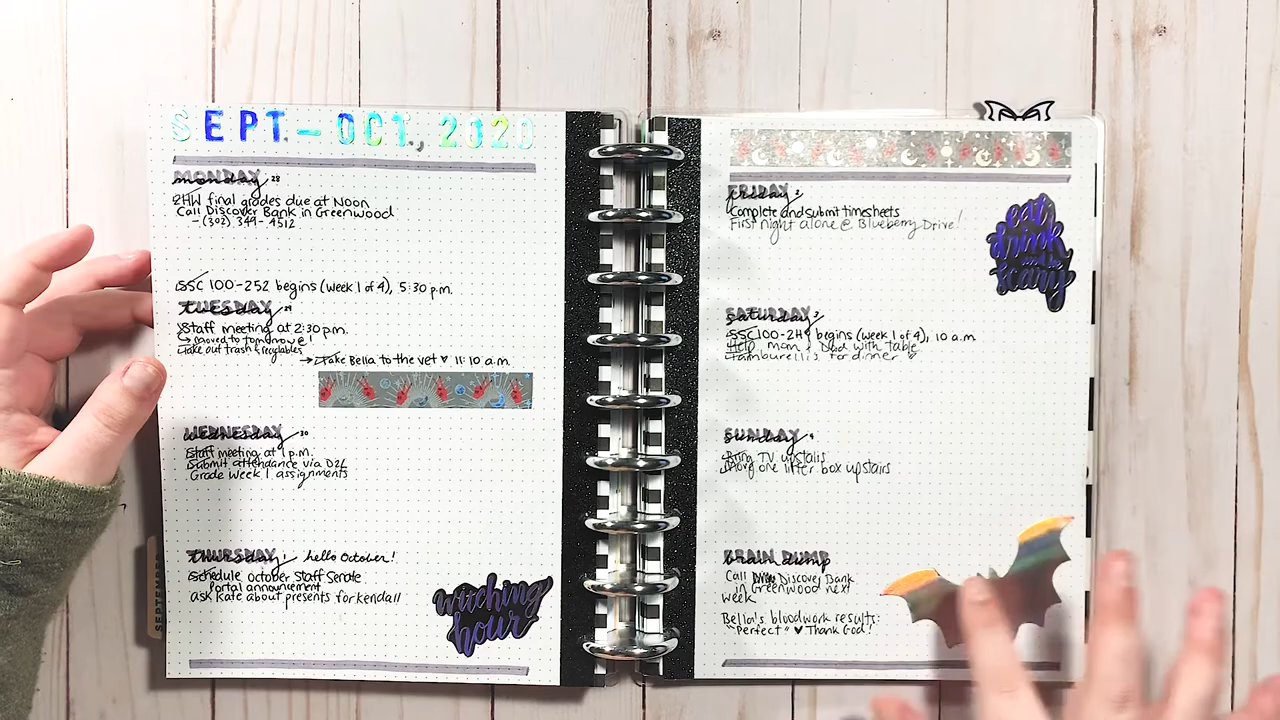 SEPT.-OCT., 2020
MONDAY 28
2HW final grades due at Noon
Call Discover Bank in Greenwood
- (302) 349-4512
SSC 100-252 begins (week 1 of 4), 5:30 p.m.
TUESDAY 29
Staff meeting at 2:30 p.m.
↳ moved to tomorrow!
Take out trash & recyclables
→ Take Bella to the vet ♥ 11:10 a.m.
WEDNESDAY 30
Staff meeting at 1 p.m.
Submit attendance via D2L
Grade week 1 assignments
THURSDAY 1 hello October!
Schedule October Staff Senate
Portal announcement
ask Kate about presents for Kendall
witching
hour
SEPTEMBER
FRIDAY 2
Complete and submit timesheets
First night alone @ Blueberry Drive!
eat
drink
and be
scary
SATURDAY 3
SSC100-2H begins (week 1 of 4), 10 a.m.
Help mom & Dad with table
for dinner
SUNDAY 4
Bring TV upstairs
Move one litter box upstairs
BRAIN DUMP
Call Discover Bank
in Greenwood next
week
Bella's bloodwork results:
"Perfect" ♥ Thank God!